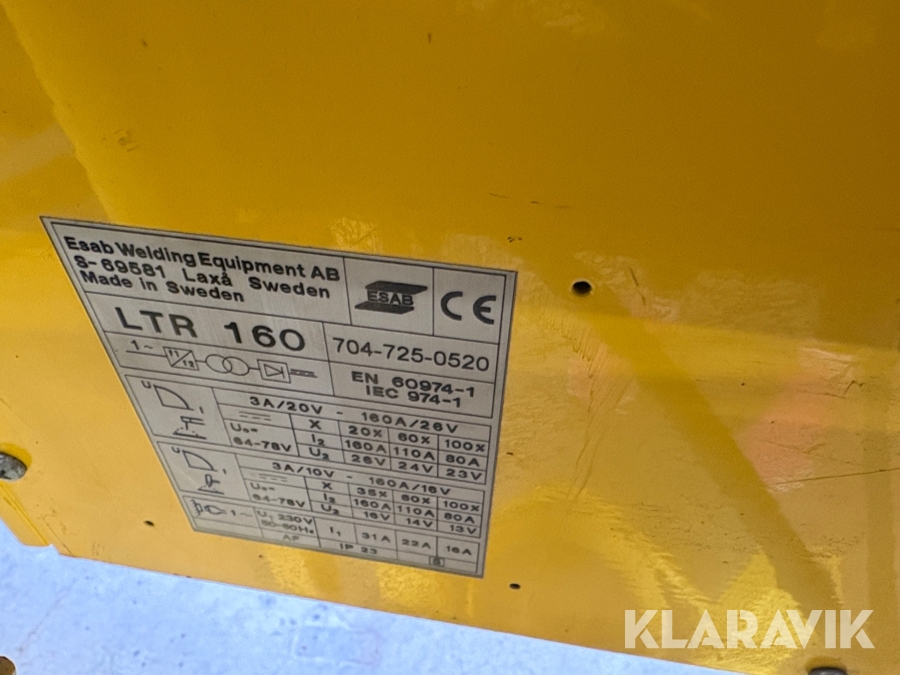 Esab Welding Equipment AB
S-69581 Laxå Sweden
Made in Sweden
ESAB
CE
LTR 160
704-725-0520
1~ f1/f2
EN 60974-1
IEC 974-1
U I
3A/20V - 160A/26V
X 20% 60% 100%
U₀= I₂ 160A 110A 80A
64-78V U₂ 26V 24V 23V
U I
3A/10V - 160A/16V
X 35% 60% 100%
U₀= I₂ 160A 110A 80A
64-78V U₂ 16V 14V 13V
1~ U₁ 230V I₁ 31A 22A 16A
50-60Hz
AF IP 23 S
KLARAVIK